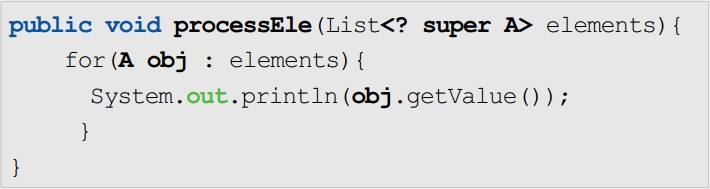 public void processEle(List<? super A> elements){
for(A obj : elements){
System.out.println(obj.getValue());
}
}